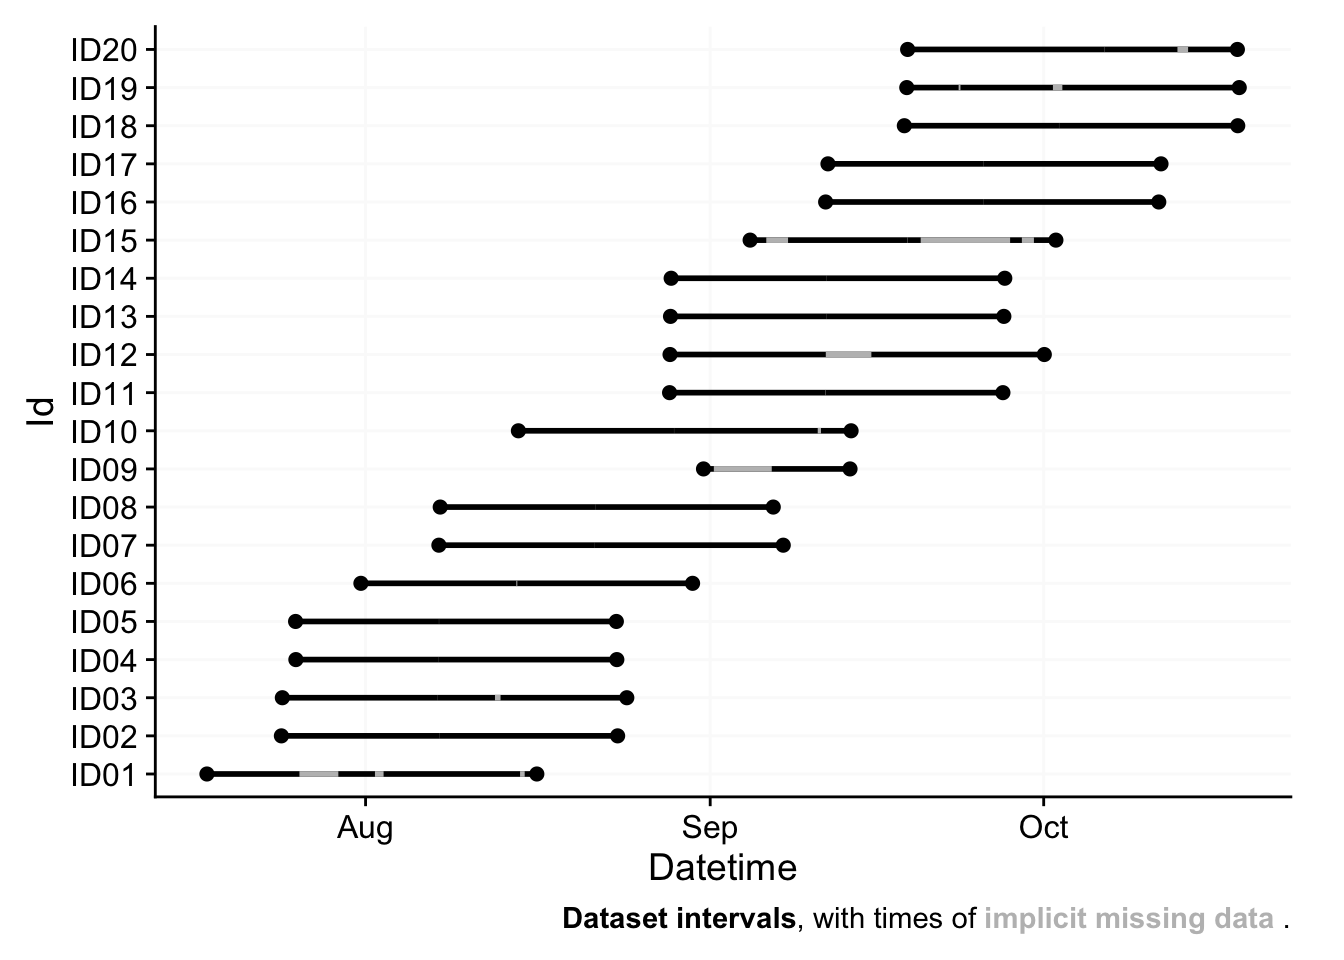 ID20
ID19
ID18
ID17
ID16
ID15
ID14
ID13
ID12
ID11
ID10
ID09
ID08
ID07
ID06
ID05
ID04
ID03
ID02
ID01
Id
Aug Sep Oct
Datetime
Dataset intervals, with times of implicit missing data .